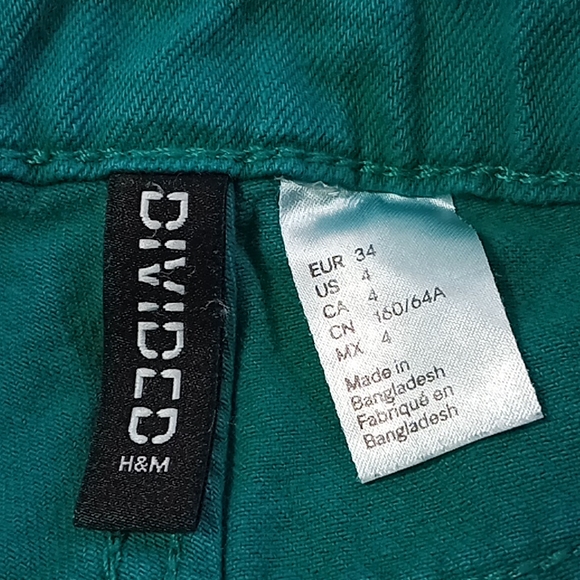 DIVIDED
H&M
EUR 34
US 4
CA 4
CN 160/64A
MX 4
Made in
Bangladesh
Fabriqué en
Bangladesh